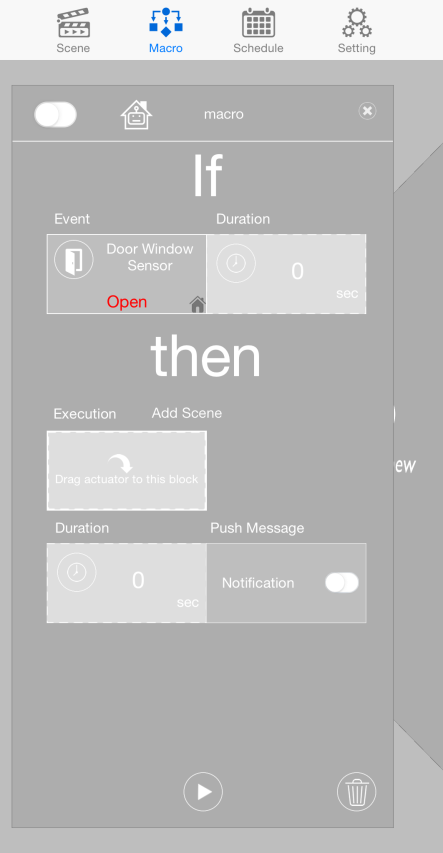 Scene Macro Schedule Setting
macro
If
Event Duration
Door Window
Sensor
0
sec
Open
then
Execution Add Scene
Drag actuator to this block
ew
Duration Push Message
0
sec
Notification